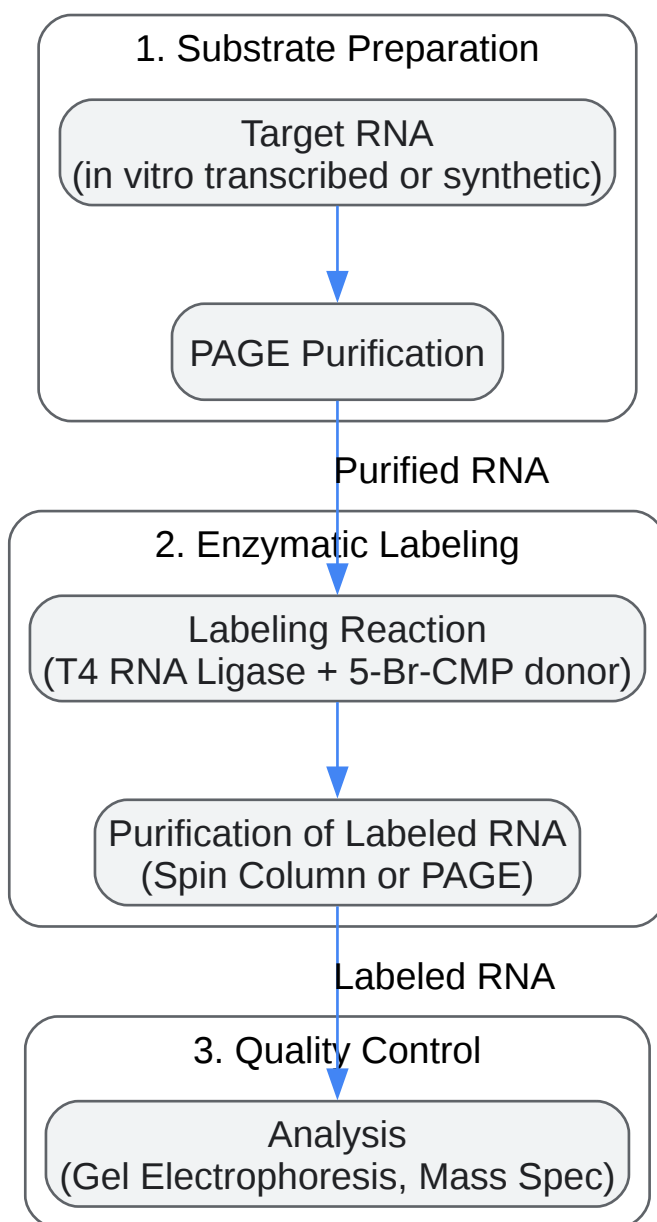 1. Substrate Preparation
Target RNA
(in vitro transcribed or synthetic)
PAGE Purification
Purified RNA
2. Enzymatic Labeling
Labeling Reaction
(T4 RNA Ligase + 5-Br-CMP donor)
Purification of Labeled RNA
(Spin Column or PAGE)
Labeled RNA
3. Quality Control
Analysis
(Gel Electrophoresis, Mass Spec)